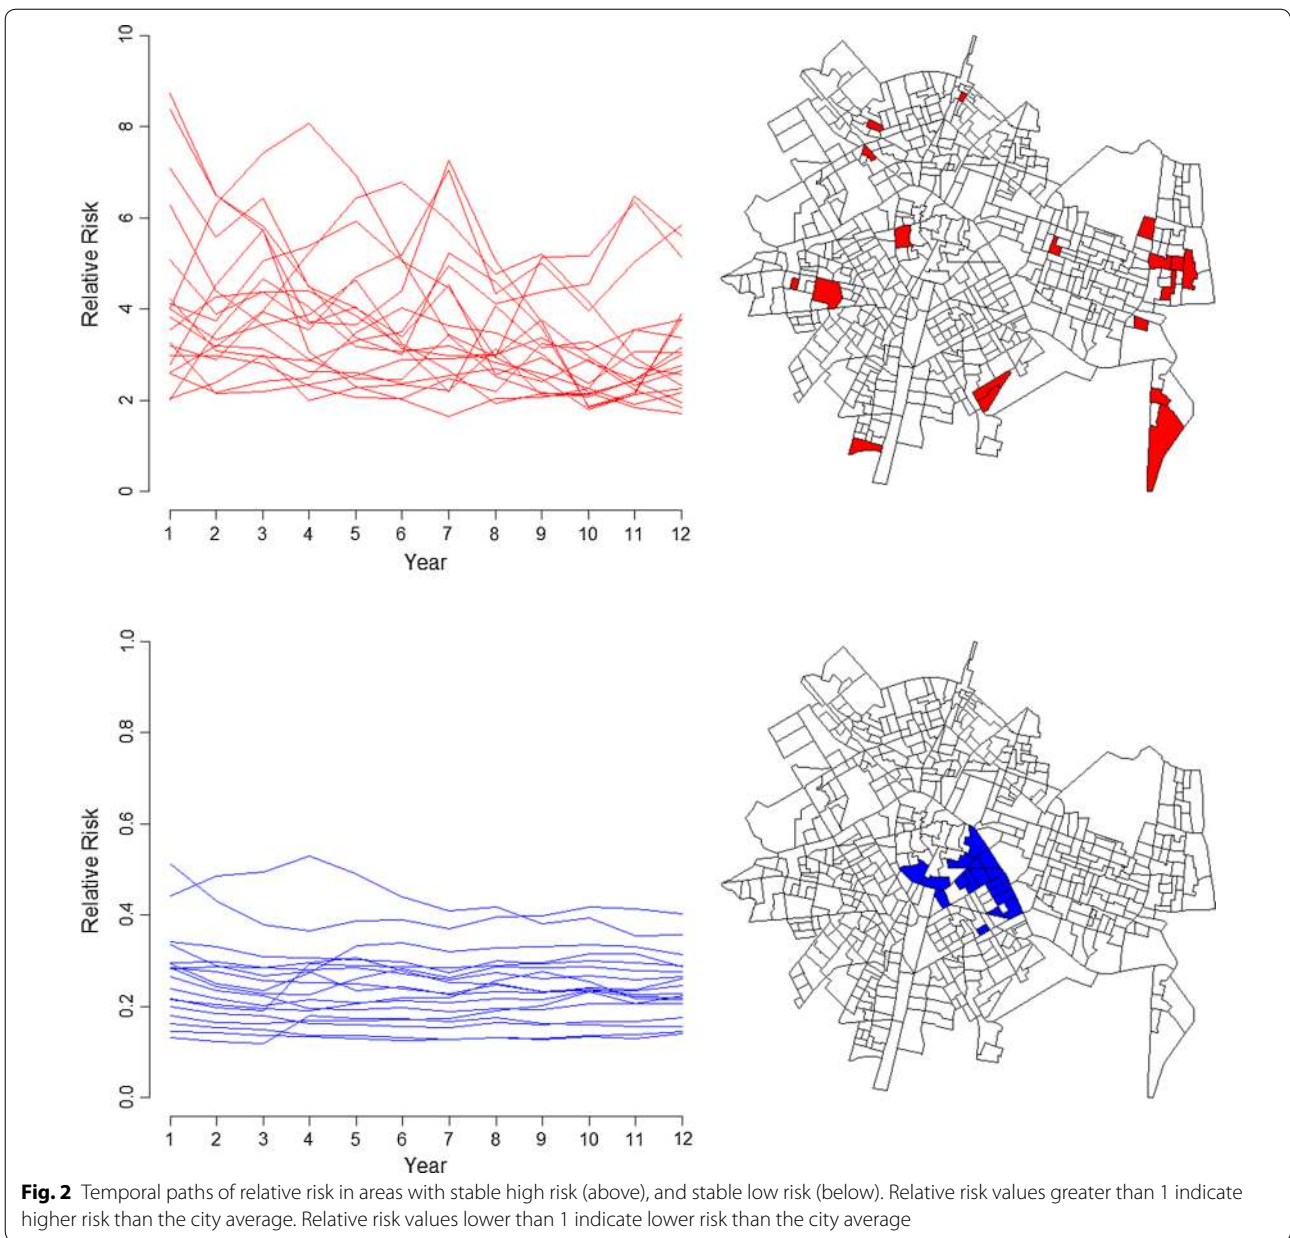 10
8
6
4
2
0
Relative Risk
1 2 3 4 5 6 7 8 9 10 11 12
Year
1.0
0.8
0.6
0.4
0.2
0.0
Relative Risk
1 2 3 4 5 6 7 8 9 10 11 12
Year
Fig. 2 Temporal paths of relative risk in areas with stable high risk (above), and stable low risk (below). Relative risk values greater than 1 indicate
higher risk than the city average. Relative risk values lower than 1 indicate lower risk than the city average